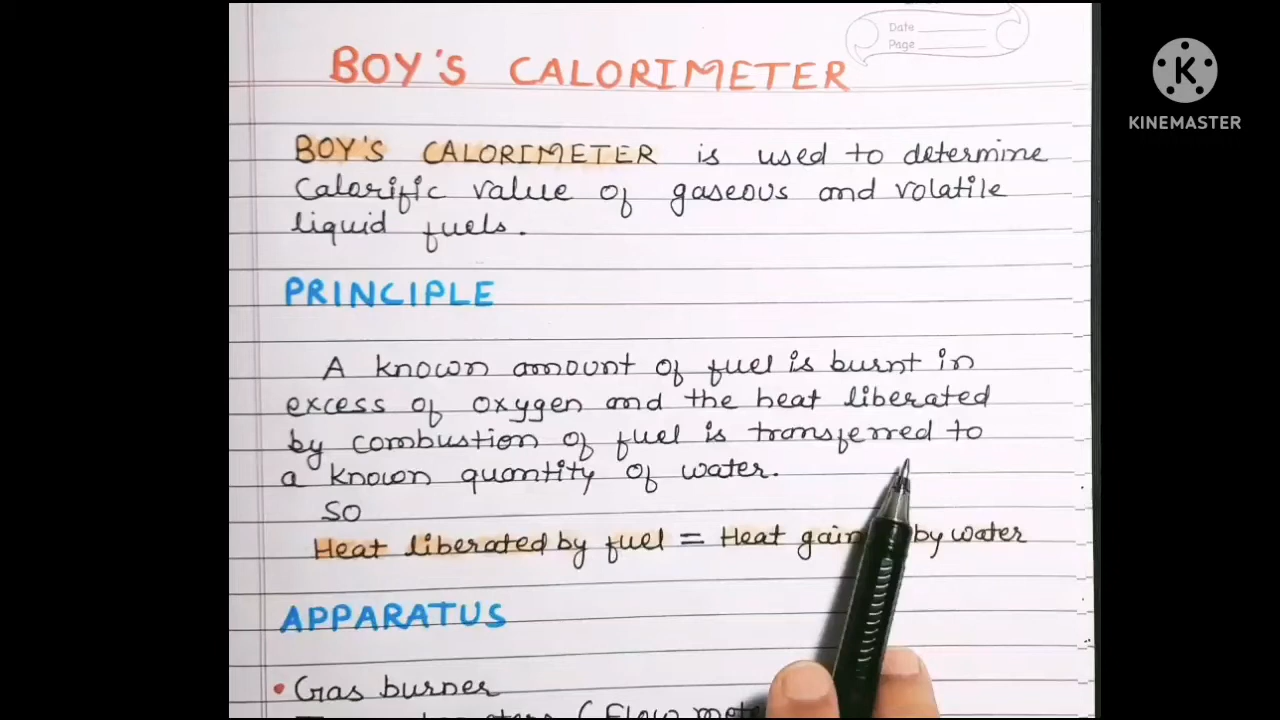 Date
Page
BOY'S CALORIMETER
KINEMASTER
BOY'S CALORIMETER is used to determine
Calorific value of gaseous and volatile
liquid fuels.
PRINCIPLE
A known amount of fuel is burnt in
excess of oxygen and the heat liberated
by combustion of fuel is transferred to
a known quantity of water.
SO
Heat liberated by fuel = Heat by water
APPARATUS
• Gas burner
(Flow